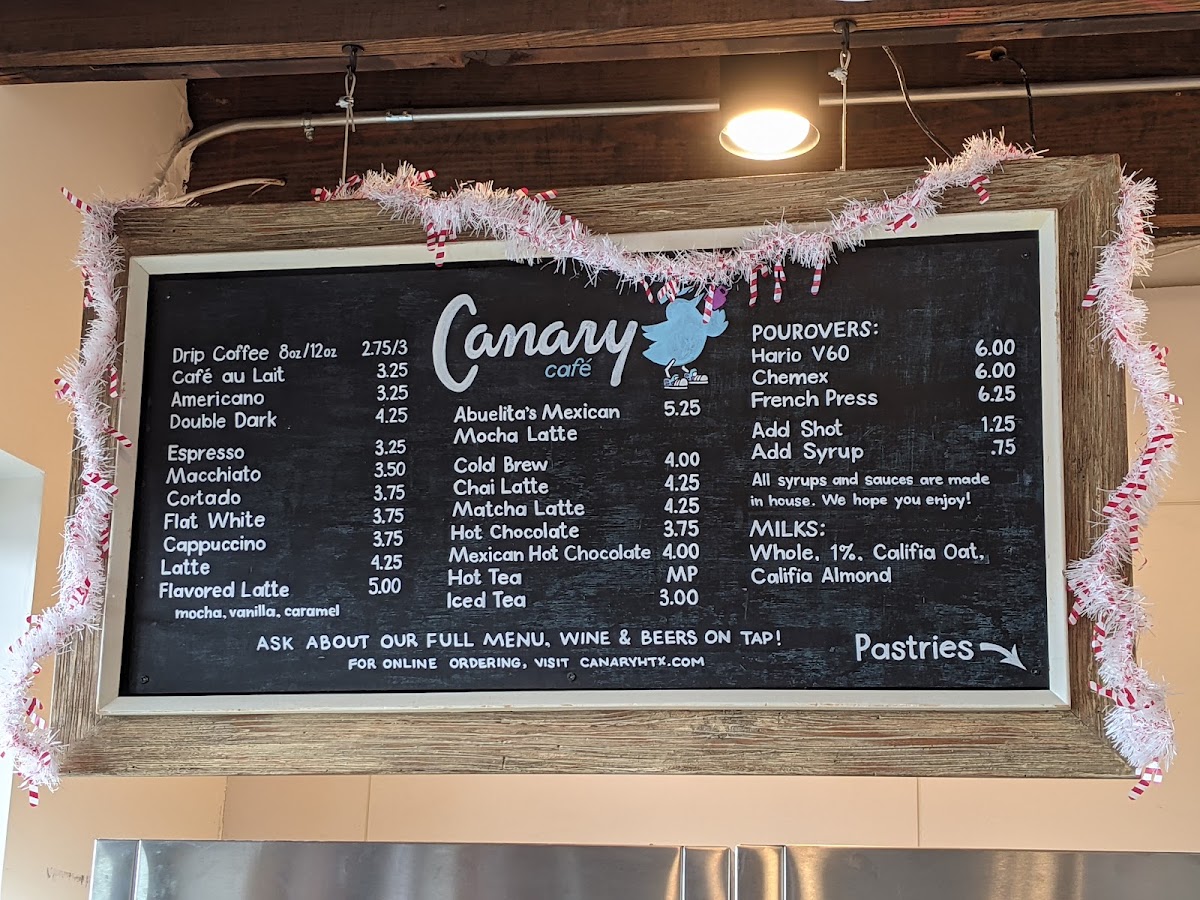 Canary
café
Drip Coffee 8oz/12oz 2.75/3
Café au Lait 3.25
Americano 3.25
Double Dark 4.25
Espresso 3.25
Macchiato 3.50
Cortado 3.75
Flat White 3.75
Cappuccino 3.75
Latte 4.25
Flavored Latte 5.00
mocha, vanilla, caramel
Abuelita's Mexican 5.25
Mocha Latte
Cold Brew 4.00
Chai Latte 4.25
Matcha Latte 4.25
Hot Chocolate 3.75
Mexican Hot Chocolate 4.00
Hot Tea MP
Iced Tea 3.00
POUROVERS:
Hario V60 6.00
Chemex 6.00
French Press 6.25
Add Shot 1.25
Add Syrup .75
All syrups and sauces are made
in house. We hope you enjoy!
MILKS:
Whole, 1%, Califia Oat,
Califia Almond
ASK ABOUT OUR FULL MENU, WINE & BEERS ON TAP!
FOR ONLINE ORDERING, VISIT CANARYHTX.COM
Pastries